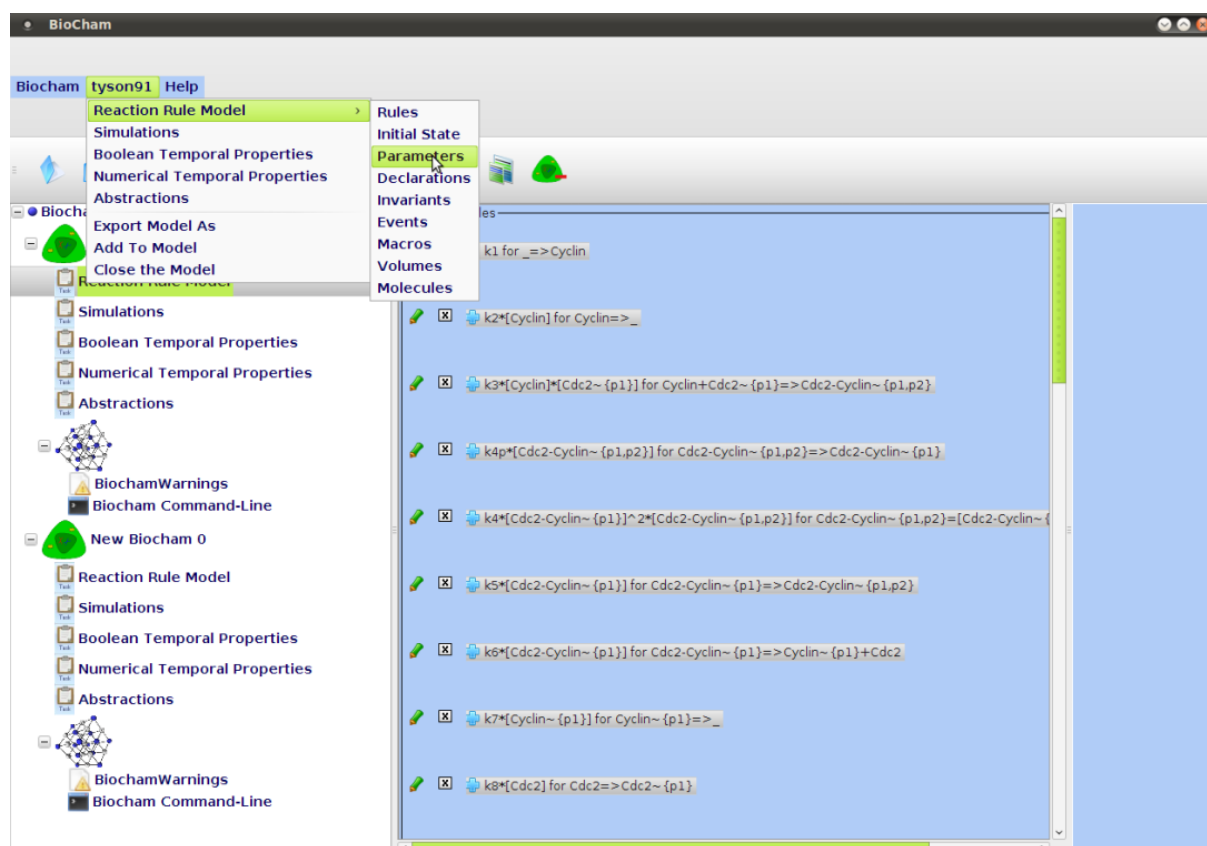 BioCham
Biocham tyson91 Help
Reaction Rule Model
Simulations
Boolean Temporal Properties
Numerical Temporal Properties
Abstractions
Export Model As
Add To Model
Close the Model
Rules
Initial State
Parameters
Declarations
Invariants
Events
Macros
Volumes
Molecules
Biocha
Reaction Rule Model
Simulations
Boolean Temporal Properties
Numerical Temporal Properties
Abstractions
BiochamWarnings
Biocham Command-Line
New Biocham 0
Reaction Rule Model
Simulations
Boolean Temporal Properties
Numerical Temporal Properties
Abstractions
BiochamWarnings
Biocham Command-Line
les
k1 for _=>Cyclin
k2*[Cyclin] for Cyclin=>_
k3*[Cyclin]*[Cdc2~{p1}] for Cyclin+Cdc2~{p1}=>Cdc2-Cyclin~{p1,p2}
k4p*[Cdc2-Cyclin~{p1,p2}] for Cdc2-Cyclin~{p1,p2}=>Cdc2-Cyclin~{p1}
k4*[Cdc2-Cyclin~{p1}]^2*[Cdc2-Cyclin~{p1,p2}] for Cdc2-Cyclin~{p1,p2}=[Cdc2-Cyclin~{
k5*[Cdc2-Cyclin~{p1}] for Cdc2-Cyclin~{p1}=>Cdc2-Cyclin~{p1,p2}
k6*[Cdc2-Cyclin~{p1}] for Cdc2-Cyclin~{p1}=>Cyclin~{p1}+Cdc2
k7*[Cyclin~{p1}] for Cyclin~{p1}=>_
k8*[Cdc2] for Cdc2=>Cdc2~{p1}